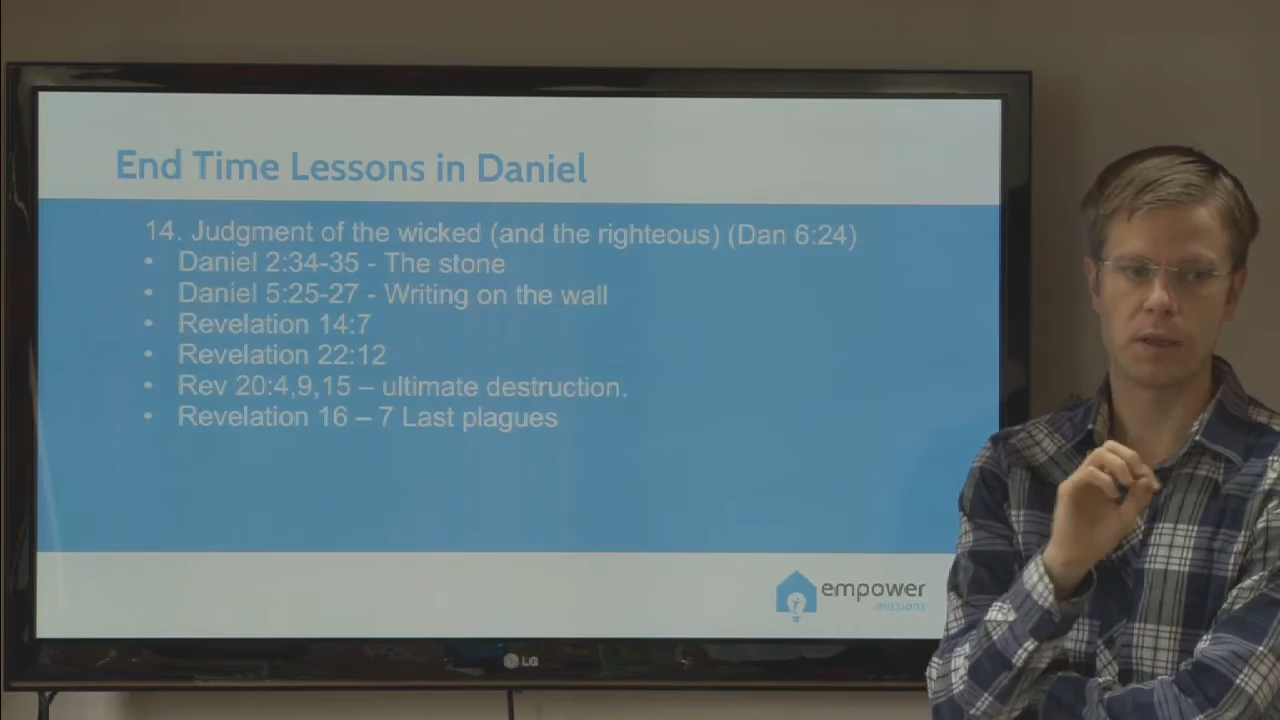 End Time Lessons in Daniel
14. Judgment of the wicked (and the righteous) (Dan 6:24)
• Daniel 2:34-35 - The stone
• Daniel 5:25-27 - Writing on the wall
• Revelation 14:7
• Revelation 22:12
• Rev 20:4,9,15 – ultimate destruction.
• Revelation 16 – 7 Last plagues
empower
missions
LG